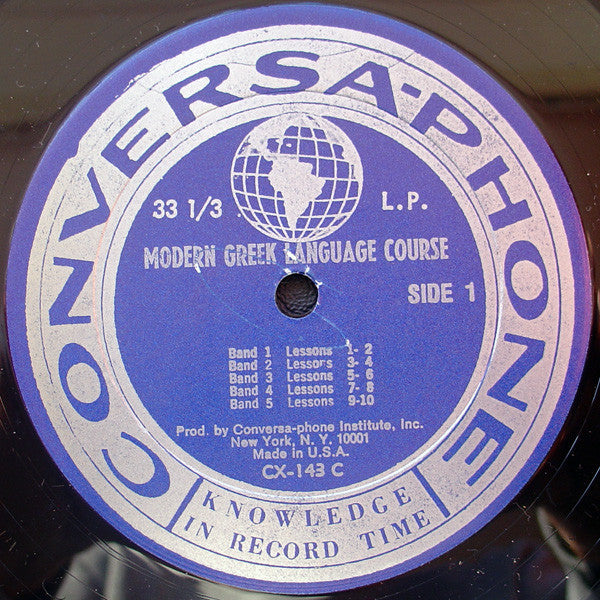 CONVERSA-PHONE
33 1/3 L.P.
MODERN GREEK LANGUAGE COURSE
SIDE 1
Band 1 Lessons 1- 2
Band 2 Lessons 3- 4
Band 3 Lessons 5- 6
Band 4 Lessons 7- 8
Band 5 Lessons 9-10
Prod. by Conversa-phone Institute, Inc.
New York, N. Y. 10001
Made in U.S.A.
CX-143 C
KNOWLEDGE
IN RECORD TIME